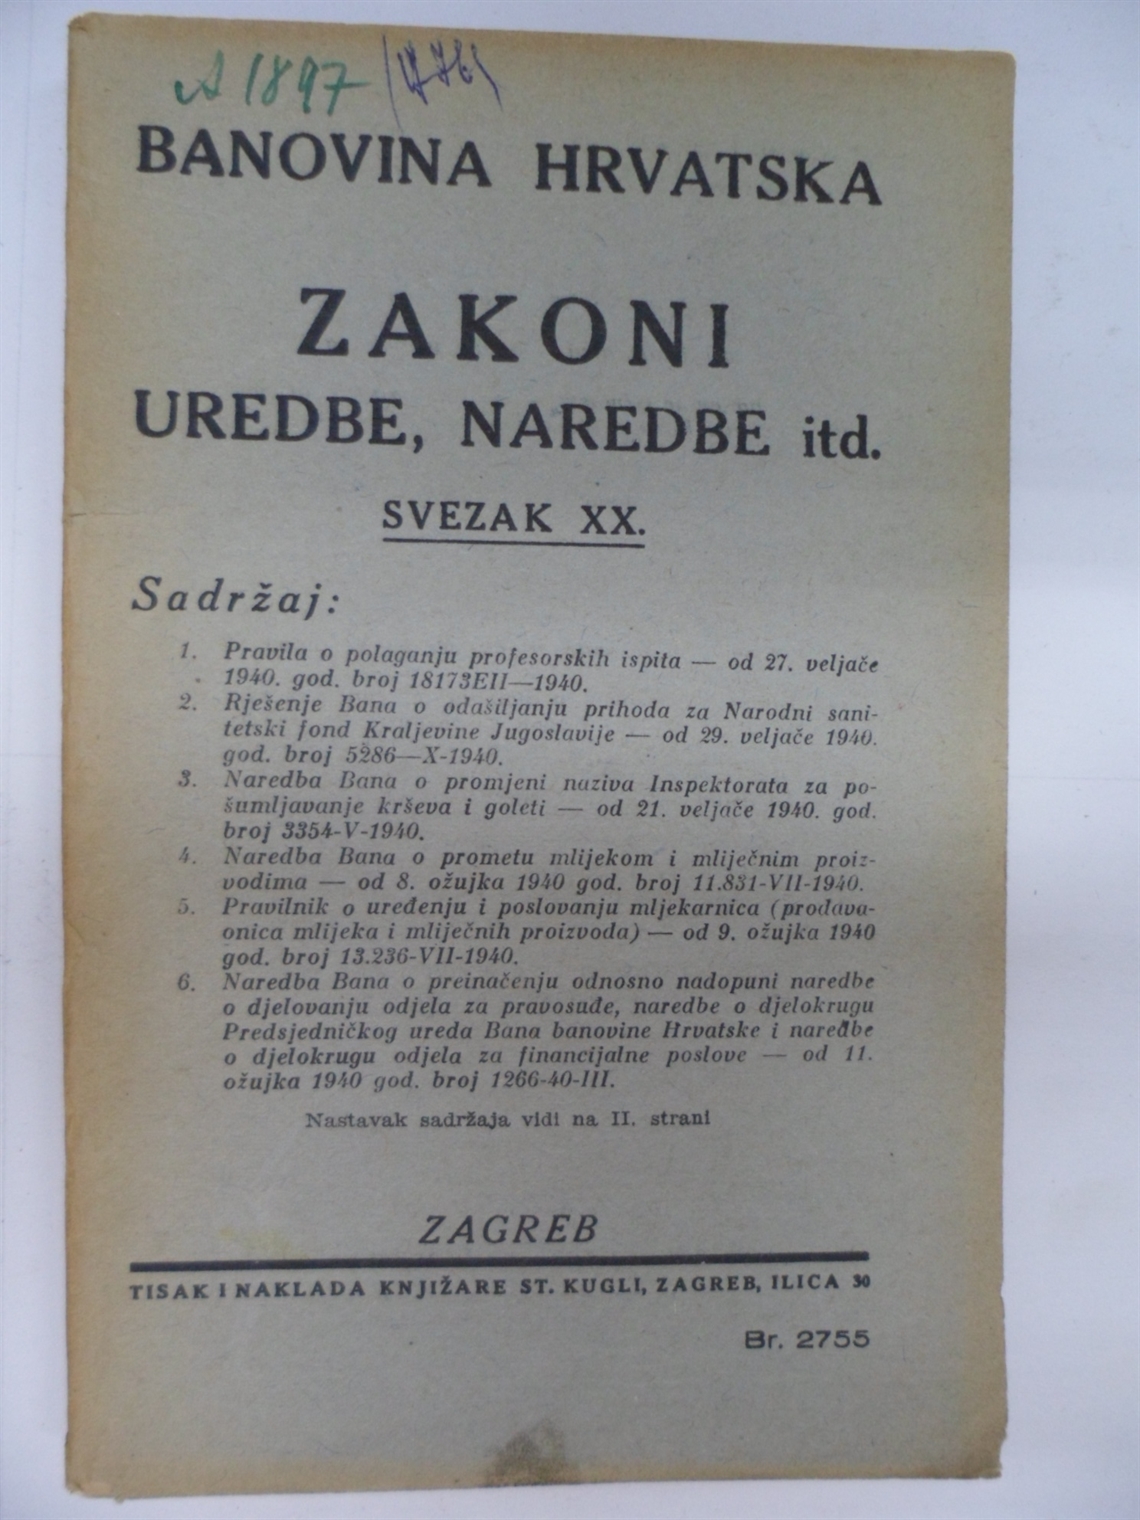 A 1897
BANOVINA HRVATSKA
ZAKONI
UREDBE, NAREDBE itd.
SVEZAK XX.
Sadržaj:
1. Pravila o polaganju profesorskih ispita — od 27. veljače
1940. god. broj 18173EII—1940.
2. Rješenje Bana o odašiljanju prihoda za Narodni sani-
tetski fond Kraljevine Jugoslavije — od 29. veljače 1940.
god. broj 5286—X-1940.
3. Naredba Bana o promjeni naziva Inspektorata za po-
šumljavanje krševa i goleti — od 21. veljače 1940. god.
broj 3354-V-1940.
4. Naredba Bana o prometu mlijekom i mliječnim proiz-
vodima — od 8. ožujka 1940 god. broj 11.831-VII-1940.
5. Pravilnik o uređenju i poslovanju mljekarnica (prodava-
onica mlijeka i mliječnih proizvoda) — od 9. ožujka 1940
god. broj 13.236-VII-1940.
6. Naredba Bana o preinačenju odnosno nadopuni naredbe
o djelovanju odjela za pravosuđe, naredbe o djelokrugu
Predsjedničkog ureda Bana banovine Hrvatske i naredbe
o djelokrugu odjela za financijalne poslove — od 11.
ožujka 1940 god. broj 1266-40-III.
Nastavak sadržaja vidi na II. strani
ZAGREB
TISAK I NAKLADA KNJIŽARE ST. KUGLI, ZAGREB, ILICA 30
Br. 2755